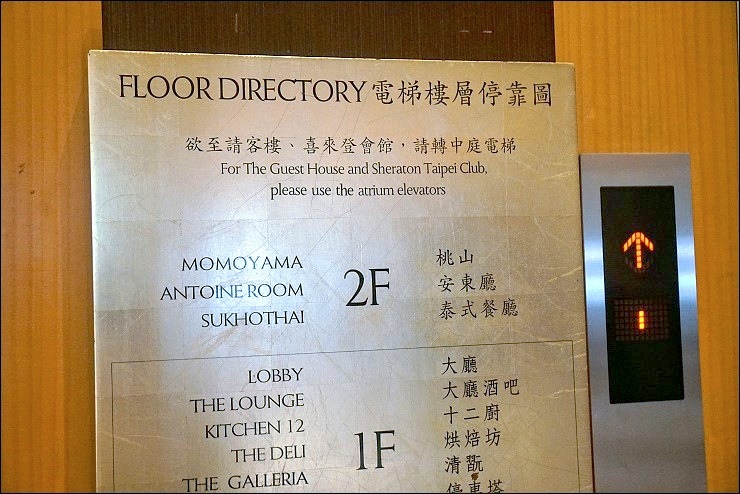 FLOOR DIRECTORY 電梯樓層停靠圖
欲至請客樓、喜來登會館，請轉中庭電梯
For The Guest House and Sheraton Taipei Club,
please use the atrium elevators
MOMOYAMA
ANTOINE ROOM
SUKHOTHAI
2F
桃山
安東廳
泰式餐廳
LOBBY
THE LOUNGE
KITCHEN 12
THE DELI
THE GALLERIA
1F
大廳
大廳酒吧
十二廚
烘焙坊
清翫
停車塔
1